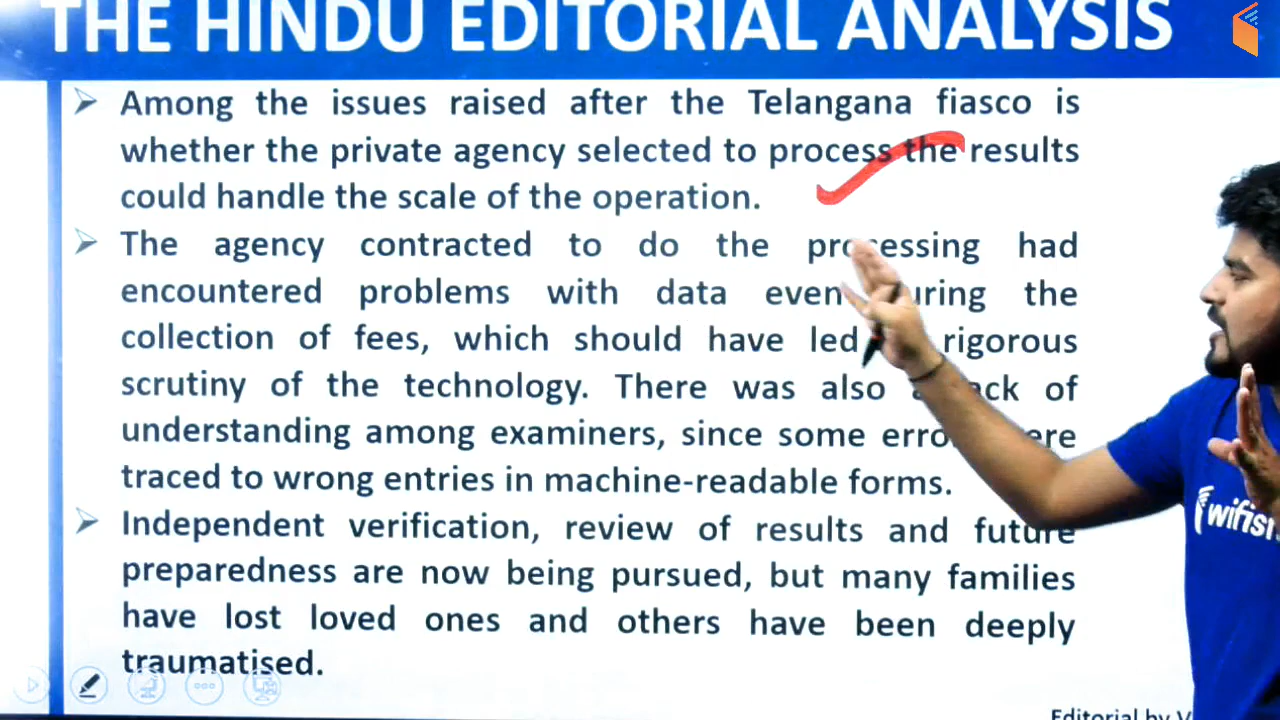 THE HINDU EDITORIAL ANALYSIS
Among the issues raised after the Telangana fiasco is
whether the private agency selected to process the results
could handle the scale of the operation.
The agency contracted to do the processing had
encountered problems with data even during the
collection of fees, which should have led rigorous
scrutiny of the technology. There was also a lack of
understanding among examiners, since some errors were
traced to wrong entries in machine-readable forms.
Independent verification, review of results and future
preparedness are now being pursued, but many families
have lost loved ones and others have been deeply
traumatised.
wifist
Editorial by V